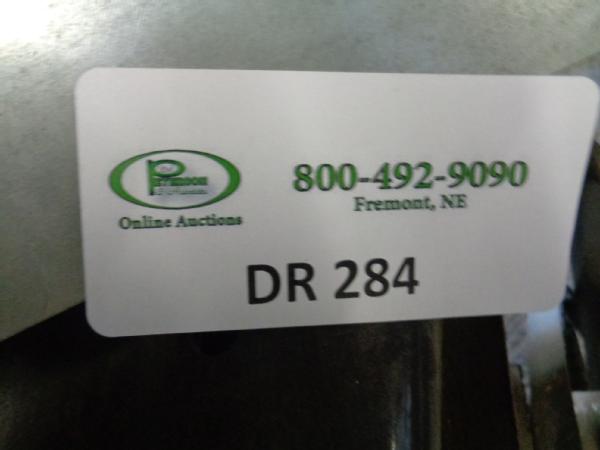 800-492-9090
Fremont, NE
Online Auctions
DR 284